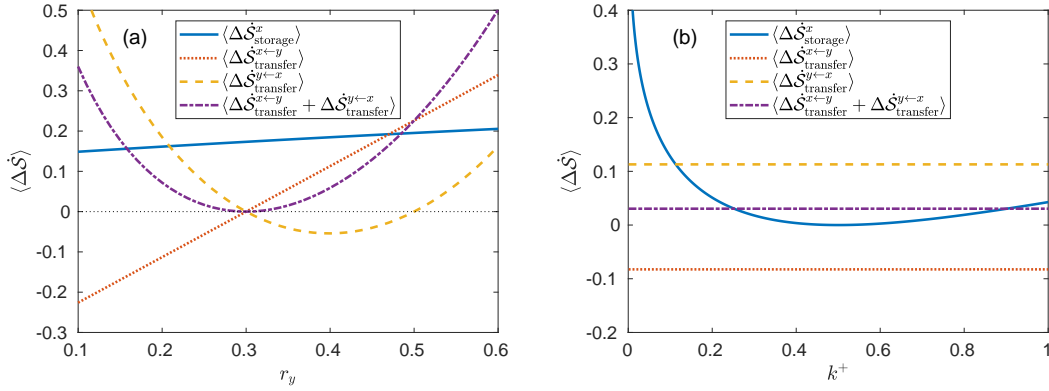 (a)
⟨ΔṠ^x_storage⟩
⟨ΔṠ^{x←y}_transfer⟩
⟨ΔṠ^{y←x}_transfer⟩
⟨ΔṠ^{x←y}_transfer + ΔṠ^{y←x}_transfer⟩
0.5
0.4
0.3
0.2
0.1
0
-0.1
-0.2
-0.3
⟨ΔṠ⟩
0.1 0.2 0.3 0.4 0.5 0.6
r_y
(b)
⟨ΔṠ^x_storage⟩
⟨ΔṠ^{x←y}_transfer⟩
⟨ΔṠ^{y←x}_transfer⟩
⟨ΔṠ^{x←y}_transfer + ΔṠ^{y←x}_transfer⟩
0.4
0.3
0.2
0.1
0
-0.1
-0.2
⟨ΔṠ⟩
0 0.2 0.4 0.6 0.8 1
k^+